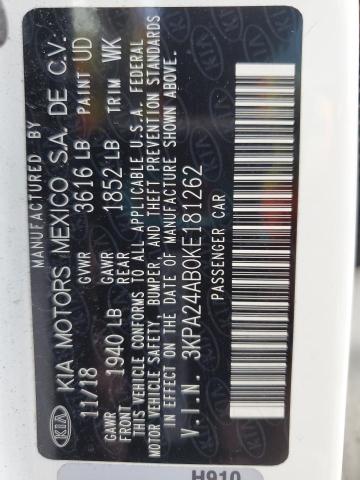 MANUFACTURED BY
KIA KIA MOTORS MEXICO S.A. DE C.V.
11/18 GVWR 3616 LB PAINT UD
GAWR FRONT 1940 LB GAWR REAR 1852 LB TRIM WK
THIS VEHICLE CONFORMS TO ALL APPLICABLE U.S.A. FEDERAL
MOTOR VEHICLE SAFETY, BUMPER, AND THEFT PREVENTION STANDARDS
IN EFFECT ON THE DATE OF MANUFACTURE SHOWN ABOVE.
V.I.N. 3KPA24AB0KE181262
PASSENGER CAR
H910